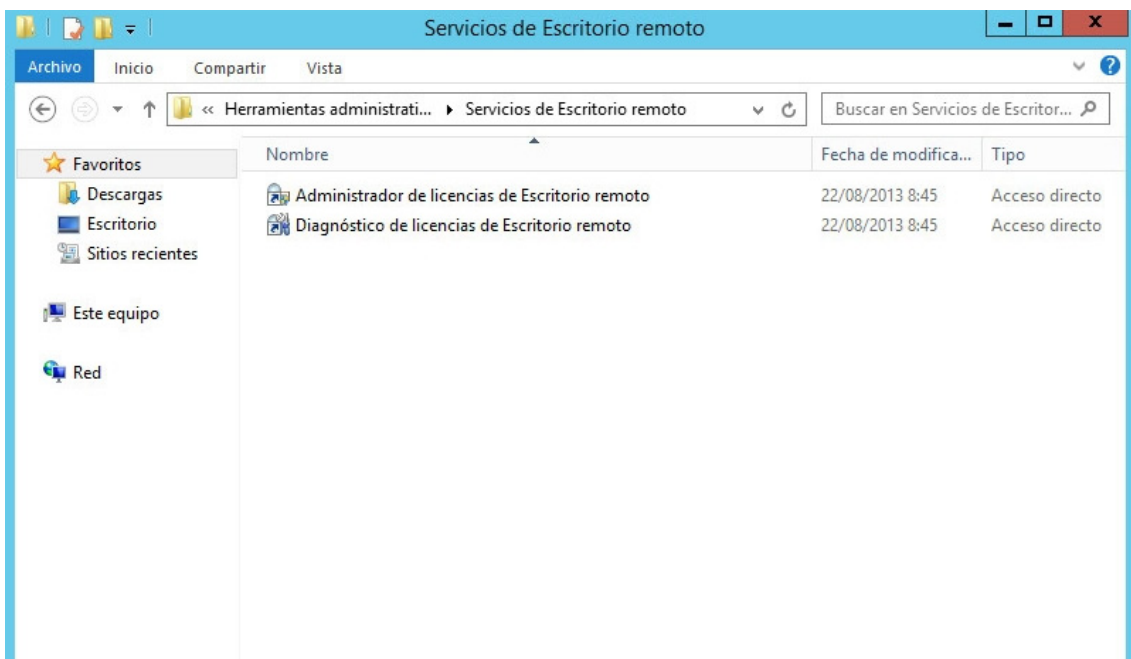 Servicios de Escritorio remoto
Archivo Inicio Compartir Vista
« Herramientas administrati... Servicios de Escritorio remoto Buscar en Servicios de Escritor...
Favoritos
Descargas
Escritorio
Sitios recientes
Este equipo
Red
Nombre Fecha de modifica... Tipo
Administrador de licencias de Escritorio remoto 22/08/2013 8:45 Acceso directo
Diagnóstico de licencias de Escritorio remoto 22/08/2013 8:45 Acceso directo